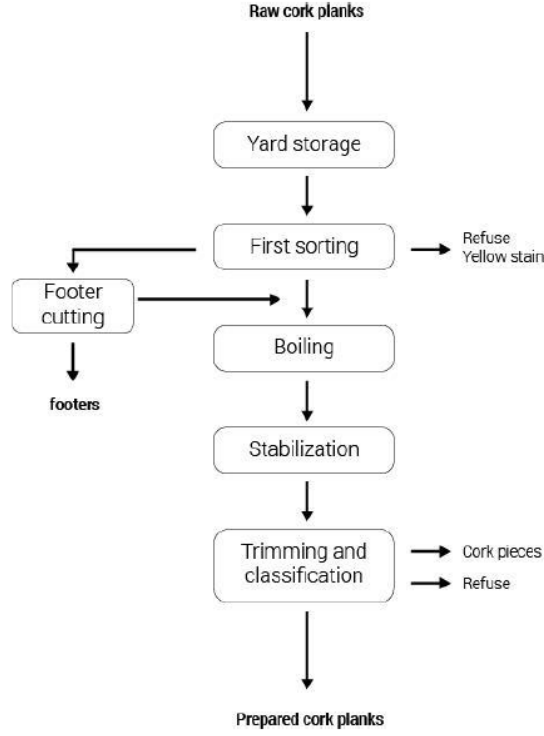 Raw cork planks
Yard storage
First sorting
Refuse
Yellow stain
Footer
cutting
Boiling
footers
Stabilization
Trimming and
classification
Cork pieces
Refuse
Prepared cork planks